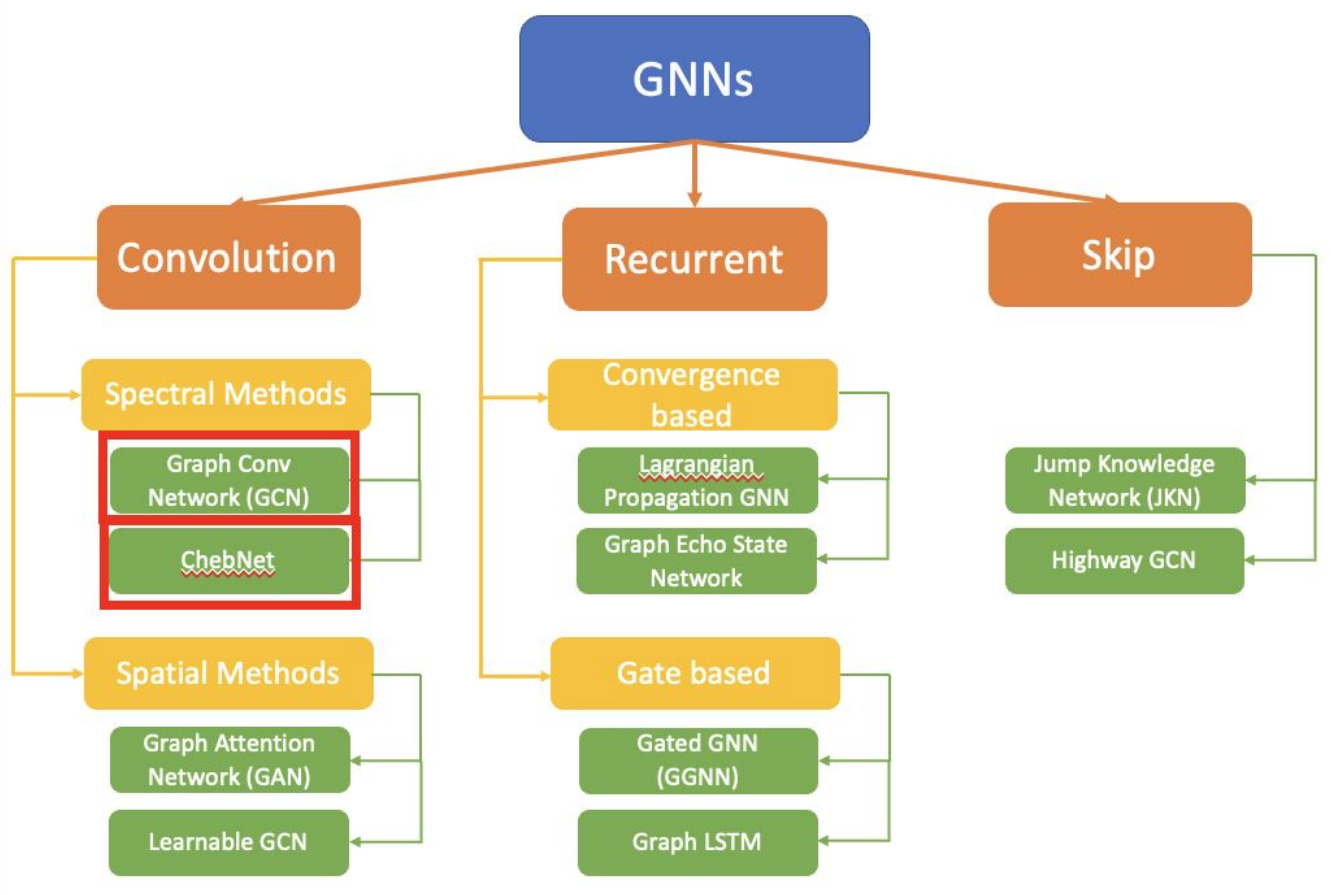 GNNs
Convolution
Recurrent
Skip
Spectral Methods
Graph Conv
Network (GCN)
ChebNet
Spatial Methods
Graph Attention
Network (GAN)
Learnable GCN
Convergence
based
Lagrangian
Propagation GNN
Graph Echo State
Network
Gate based
Gated GNN
(GGNN)
Graph LSTM
Jump Knowledge
Network (JKN)
Highway GCN